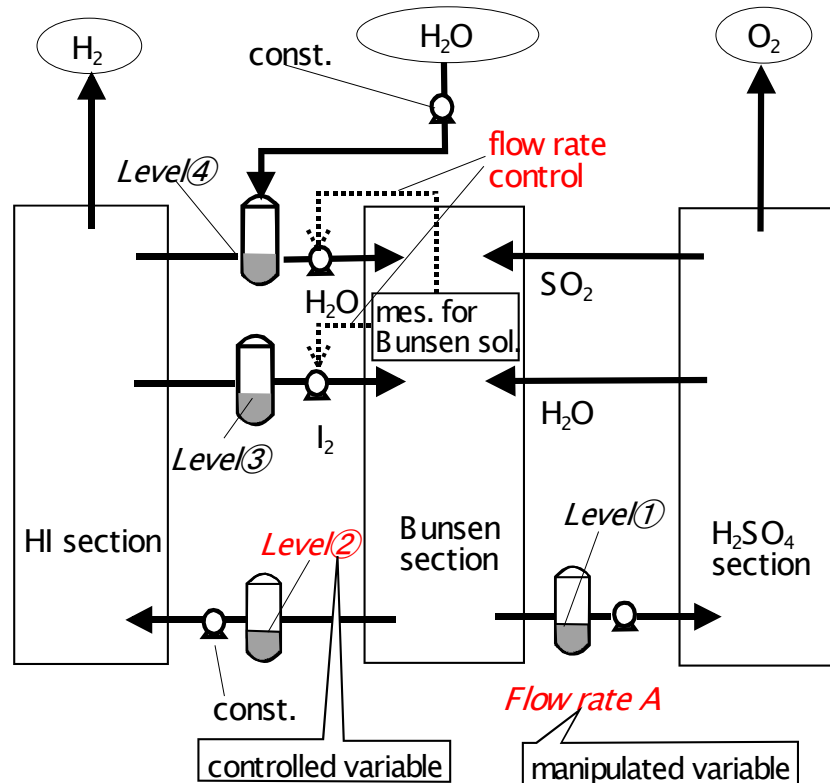 H₂
const.
H₂O
O₂
Level④
flow rate
control
H₂O
mes. for
Bunsen sol.
SO₂
Level③
I₂
H₂O
HI section
Level②
Bunsen
section
Level①
H₂SO₄
section
const.
Flow rate A
controlled variable
manipulated variable